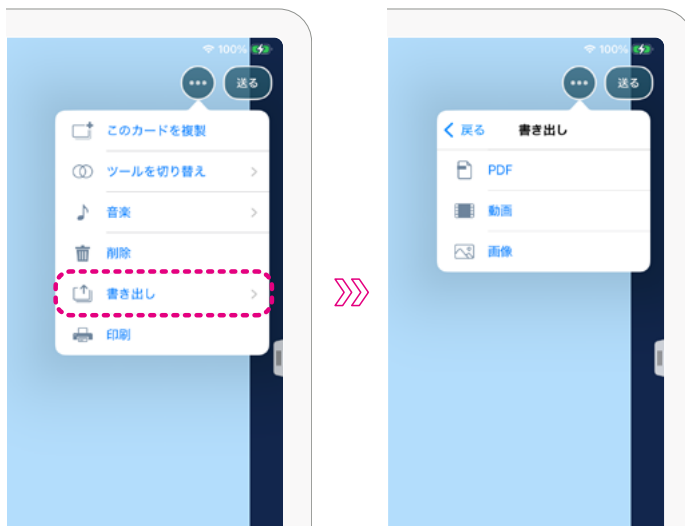 100%
送る
このカードを複製
ツールを切り替え
音楽
削除
書き出し
印刷
100%
送る
戻る 書き出し
PDF
動画
画像